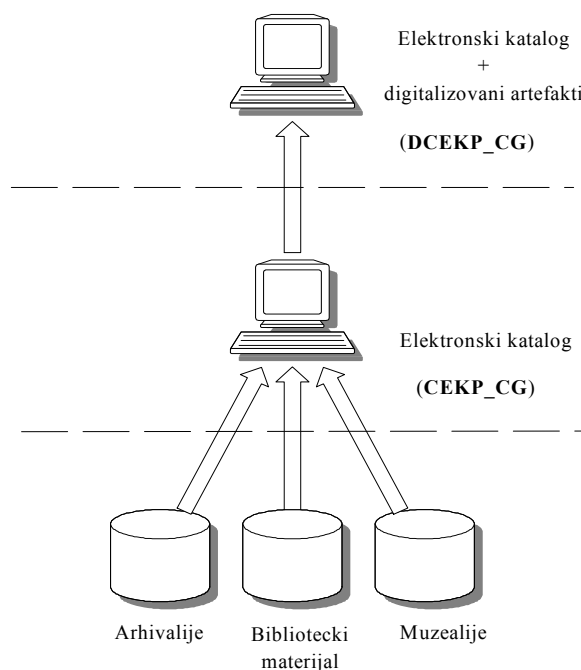 Elektronski katalog
+
digitalizovani artefakti
(DCEKP_CG)
Elektronski katalog
(CEKP_CG)
Arhivalije
Bibliotecki
materijal
Muzealije